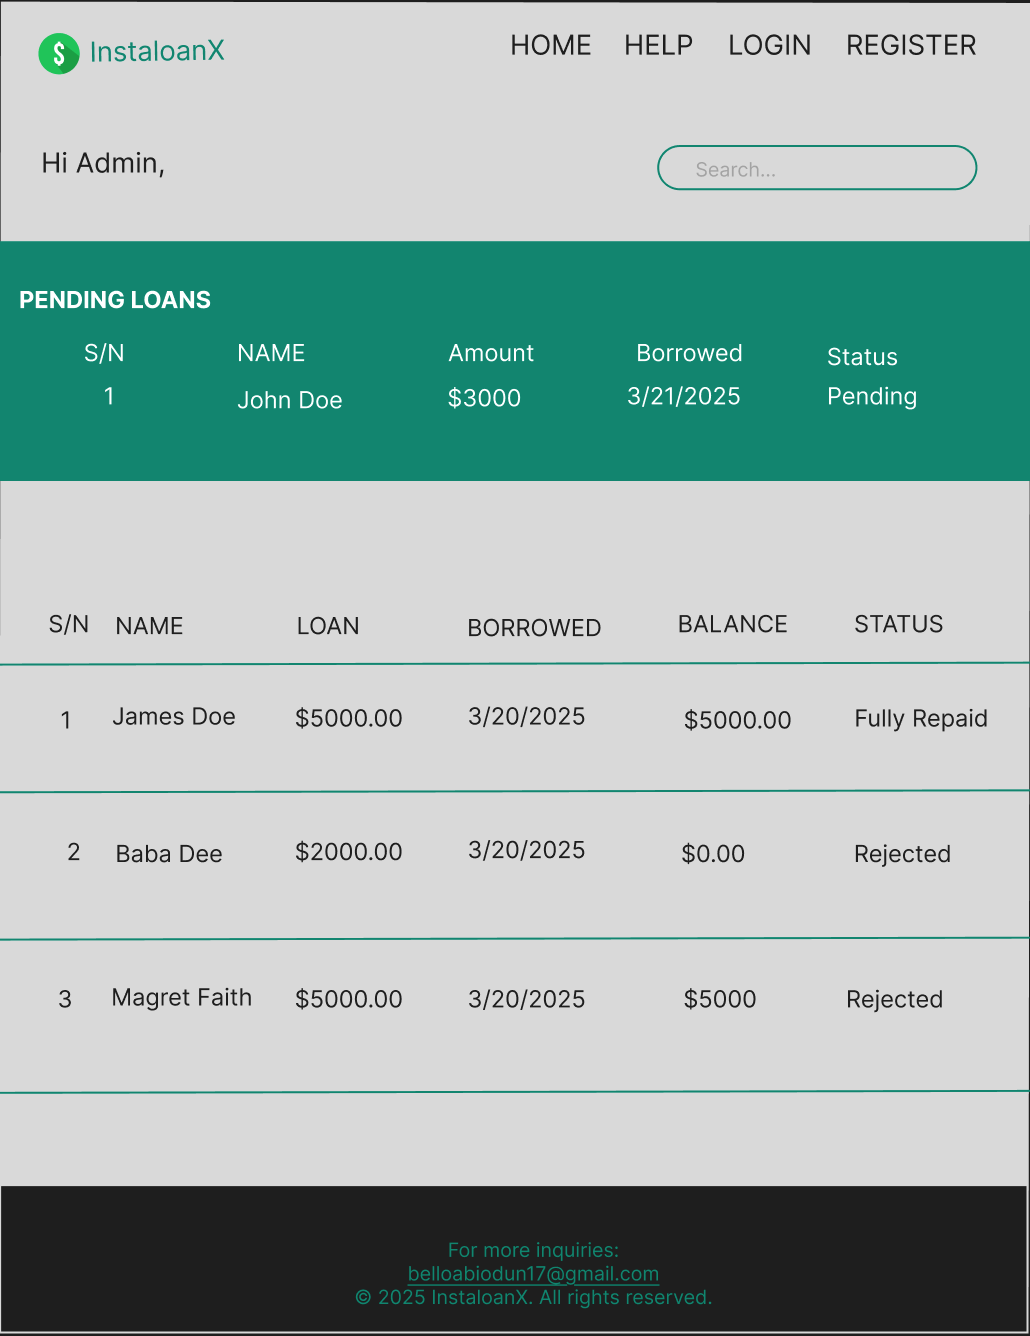 InstaloanX HOME HELP LOGIN REGISTER
Hi Admin, Search...
PENDING LOANS
S/N NAME Amount Borrowed Status
1 John Doe $3000 3/21/2025 Pending
S/N NAME LOAN BORROWED BALANCE STATUS
1 James Doe $5000.00 3/20/2025 $5000.00 Fully Repaid
2 Baba Dee $2000.00 3/20/2025 $0.00 Rejected
3 Magret Faith $5000.00 3/20/2025 $5000 Rejected
For more inquiries:
belloabiodun17@gmail.com
© 2025 InstaloanX. All rights reserved.